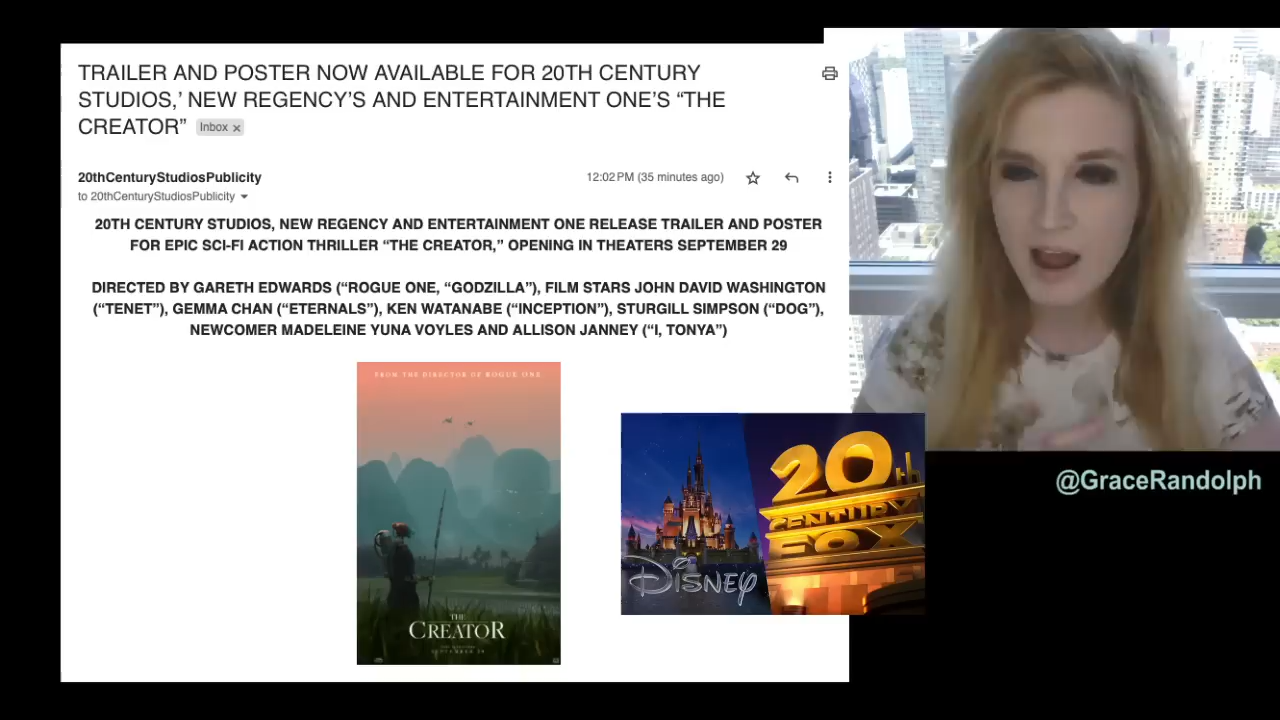 TRAILER AND POSTER NOW AVAILABLE FOR 20TH CENTURY
STUDIOS,’ NEW REGENCY’S AND ENTERTAINMENT ONE’S “THE
CREATOR” Inbox ×
20thCenturyStudiosPublicity
12:02 PM (35 minutes ago)
to 20thCenturyStudiosPublicity
20TH CENTURY STUDIOS, NEW REGENCY AND ENTERTAINMENT ONE RELEASE TRAILER AND POSTER
FOR EPIC SCI-FI ACTION THRILLER “THE CREATOR,” OPENING IN THEATERS SEPTEMBER 29
DIRECTED BY GARETH EDWARDS (“ROGUE ONE, “GODZILLA”), FILM STARS JOHN DAVID WASHINGTON
(“TENET”), GEMMA CHAN (“ETERNALS”), KEN WATANABE (“INCEPTION”), STURGILL SIMPSON (“DOG”),
NEWCOMER MADELEINE YUNA VOYLES AND ALLISON JANNEY (“I, TONYA”)
FROM THE DIRECTOR OF ROGUE ONE
THE
CREATOR
SEPTEMBER 29
DISNEY
20th
CENTURY
FOX
@GraceRandolph